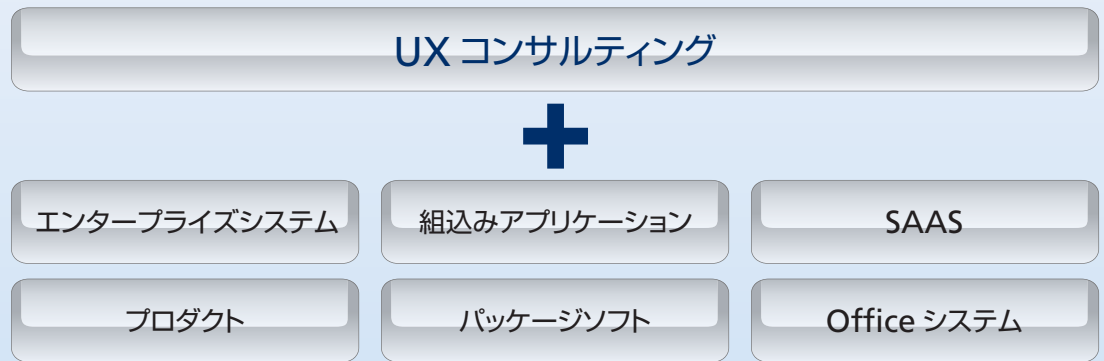 UX コンサルティング
エンタープライズシステム
組込みアプリケーション
SAAS
プロダクト
パッケージソフト
Office システム